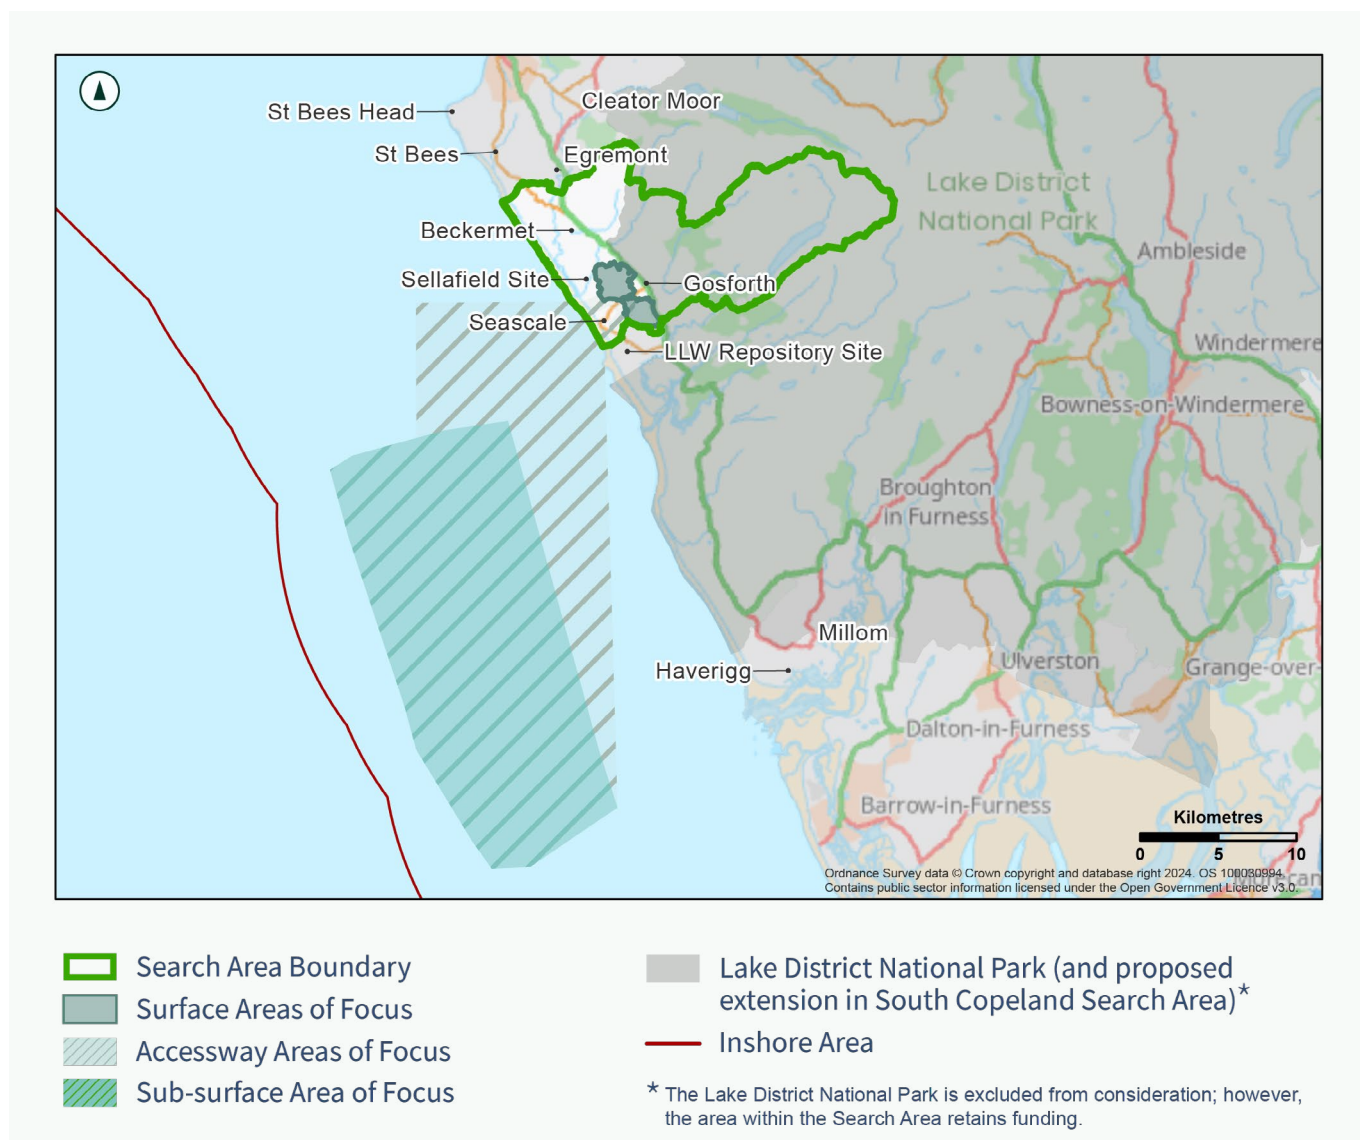 St Bees Head
Cleator Moor
St Bees
Egremont
Lake District
National Park
Beckermet
Ambleside
Sellafield Site
Gosforth
Seascale
LLW Repository Site
Windermere
Bowness-on-Windermere
Broughton
in Furness
Millom
Haverigg
Ulverston
Grange-over-
Dalton-in-Furness
Barrow-in-Furness
Kilometres
0 5 10
Ordnance Survey data © Crown copyright and database right 2024. OS 100030994.
Contains public sector information licensed under the Open Government Licence v3.0.
Search Area Boundary
Surface Areas of Focus
Accessway Areas of Focus
Sub-surface Area of Focus
Lake District National Park (and proposed
extension in South Copeland Search Area)*
Inshore Area
* The Lake District National Park is excluded from consideration; however,
the area within the Search Area retains funding.